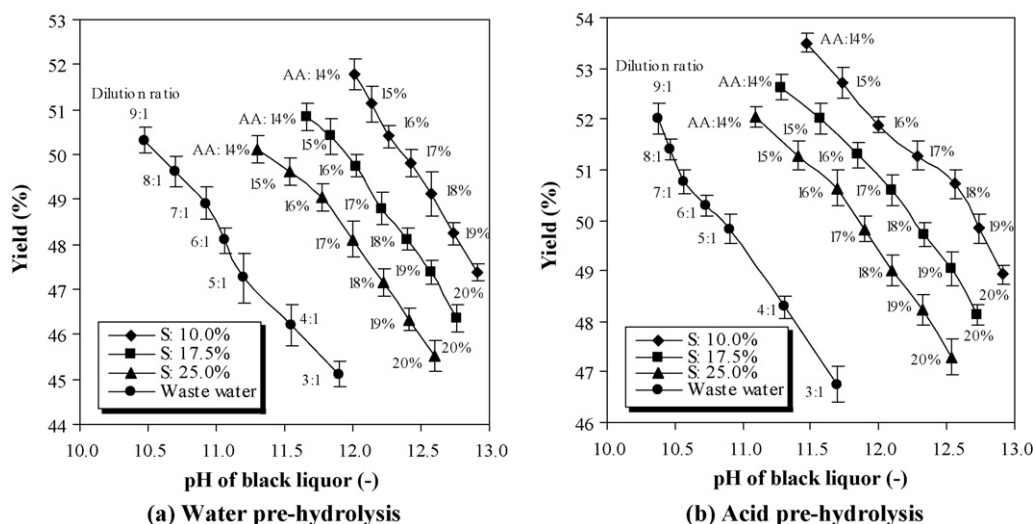 (a)
53
52
51
50
49
48
47
46
45
44
Yield (%)
10.0 10.5 11.0 11.5 12.0 12.5 13.0
pH of black liquor (-)
Dilution ratio
9:1
8:1
7:1
6:1
5:1
4:1
3:1
AA: 14%
15%
16%
17%
18%
19%
20%
AA: 14%
15%
16%
17%
18%
19%
20%
AA: 14%
15%
16%
17%
18%
19%
20%
S: 10.0%
S: 17.5%
S: 25.0%
Waste water
(a) Water pre-hydrolysis
(b)
54
53
52
51
50
49
48
47
46
Yield (%)
10.0 10.5 11.0 11.5 12.0 12.5 13.0
pH of black liquor (-)
Dilution ratio
9:1
8:1
7:1
6:1
5:1
4:1
3:1
AA:14%
15%
16%
17%
18%
19%
20%
AA:14%
15%
16%
17%
18%
19%
20%
AA:14%
15%
16%
17%
18%
19%
20%
S: 10.0%
S: 17.5%
S: 25.0%
Waste water
(b) Acid pre-hydrolysis